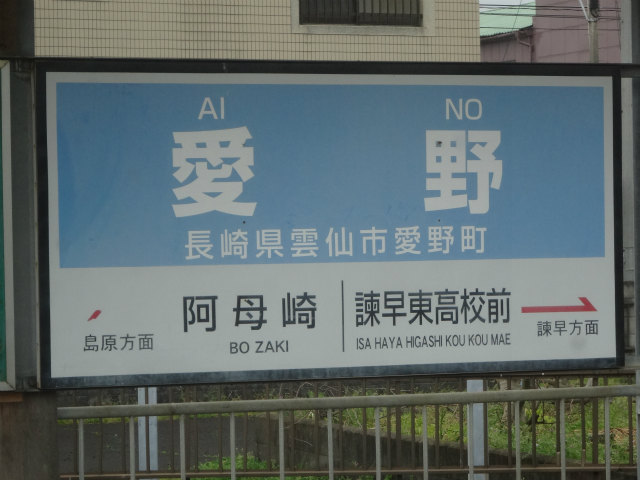 AI NO
愛野
長崎県雲仙市愛野町
島原方面 阿母崎 諫早東高校前 諫早方面
BO ZAKI ISA HAYA HIGASHI KOU KOU MAE